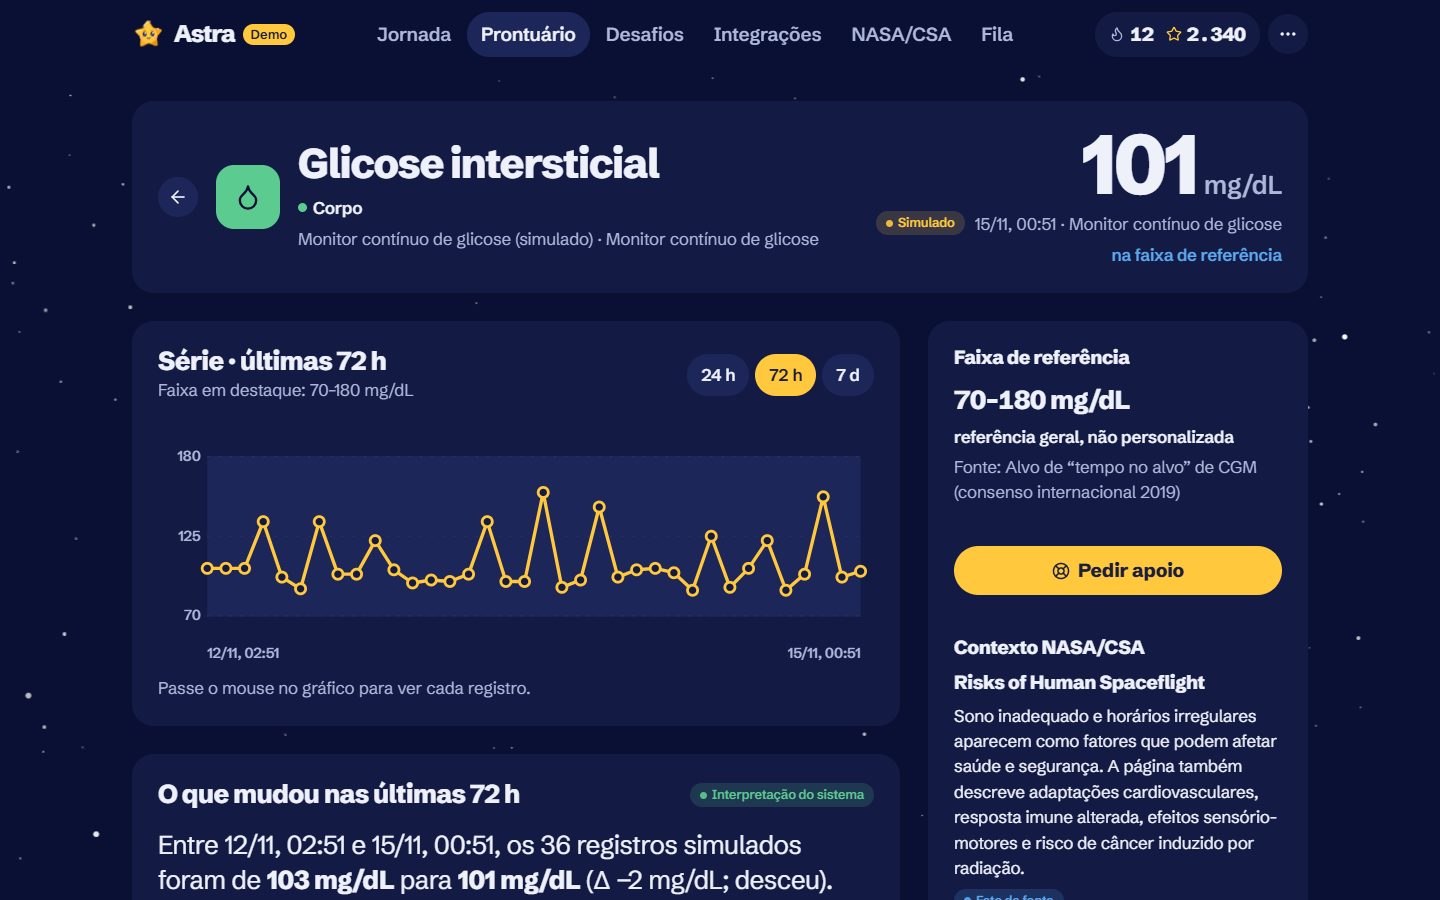 Astra Demo
Jornada Prontuário Desafios Integrações NASA/CSA Fila
12 2.340
Glicose intersticial
Corpo
Monitor contínuo de glicose (simulado) · Monitor contínuo de glicose
101 mg/dL
Simulado 15/11, 00:51 · Monitor contínuo de glicose
na faixa de referência
Série · últimas 72 h
Faixa em destaque: 70–180 mg/dL
24 h 72 h 7 d
180
125
70
12/11, 02:51 15/11, 00:51
Passe o mouse no gráfico para ver cada registro.
O que mudou nas últimas 72 h
Interpretação do sistema
Entre 12/11, 02:51 e 15/11, 00:51, os 36 registros simulados
foram de 103 mg/dL para 101 mg/dL (Δ −2 mg/dL; desceu).
Faixa de referência
70–180 mg/dL
referência geral, não personalizada
Fonte: Alvo de “tempo no alvo” de CGM
(consenso internacional 2019)
Pedir apoio
Contexto NASA/CSA
Risks of Human Spaceflight
Sono inadequado e horários irregulares
aparecem como fatores que podem afetar
saúde e segurança. A página também
descreve adaptações cardiovasculares,
resposta imune alterada, efeitos sensório-
motores e risco de câncer induzido por
radiação.